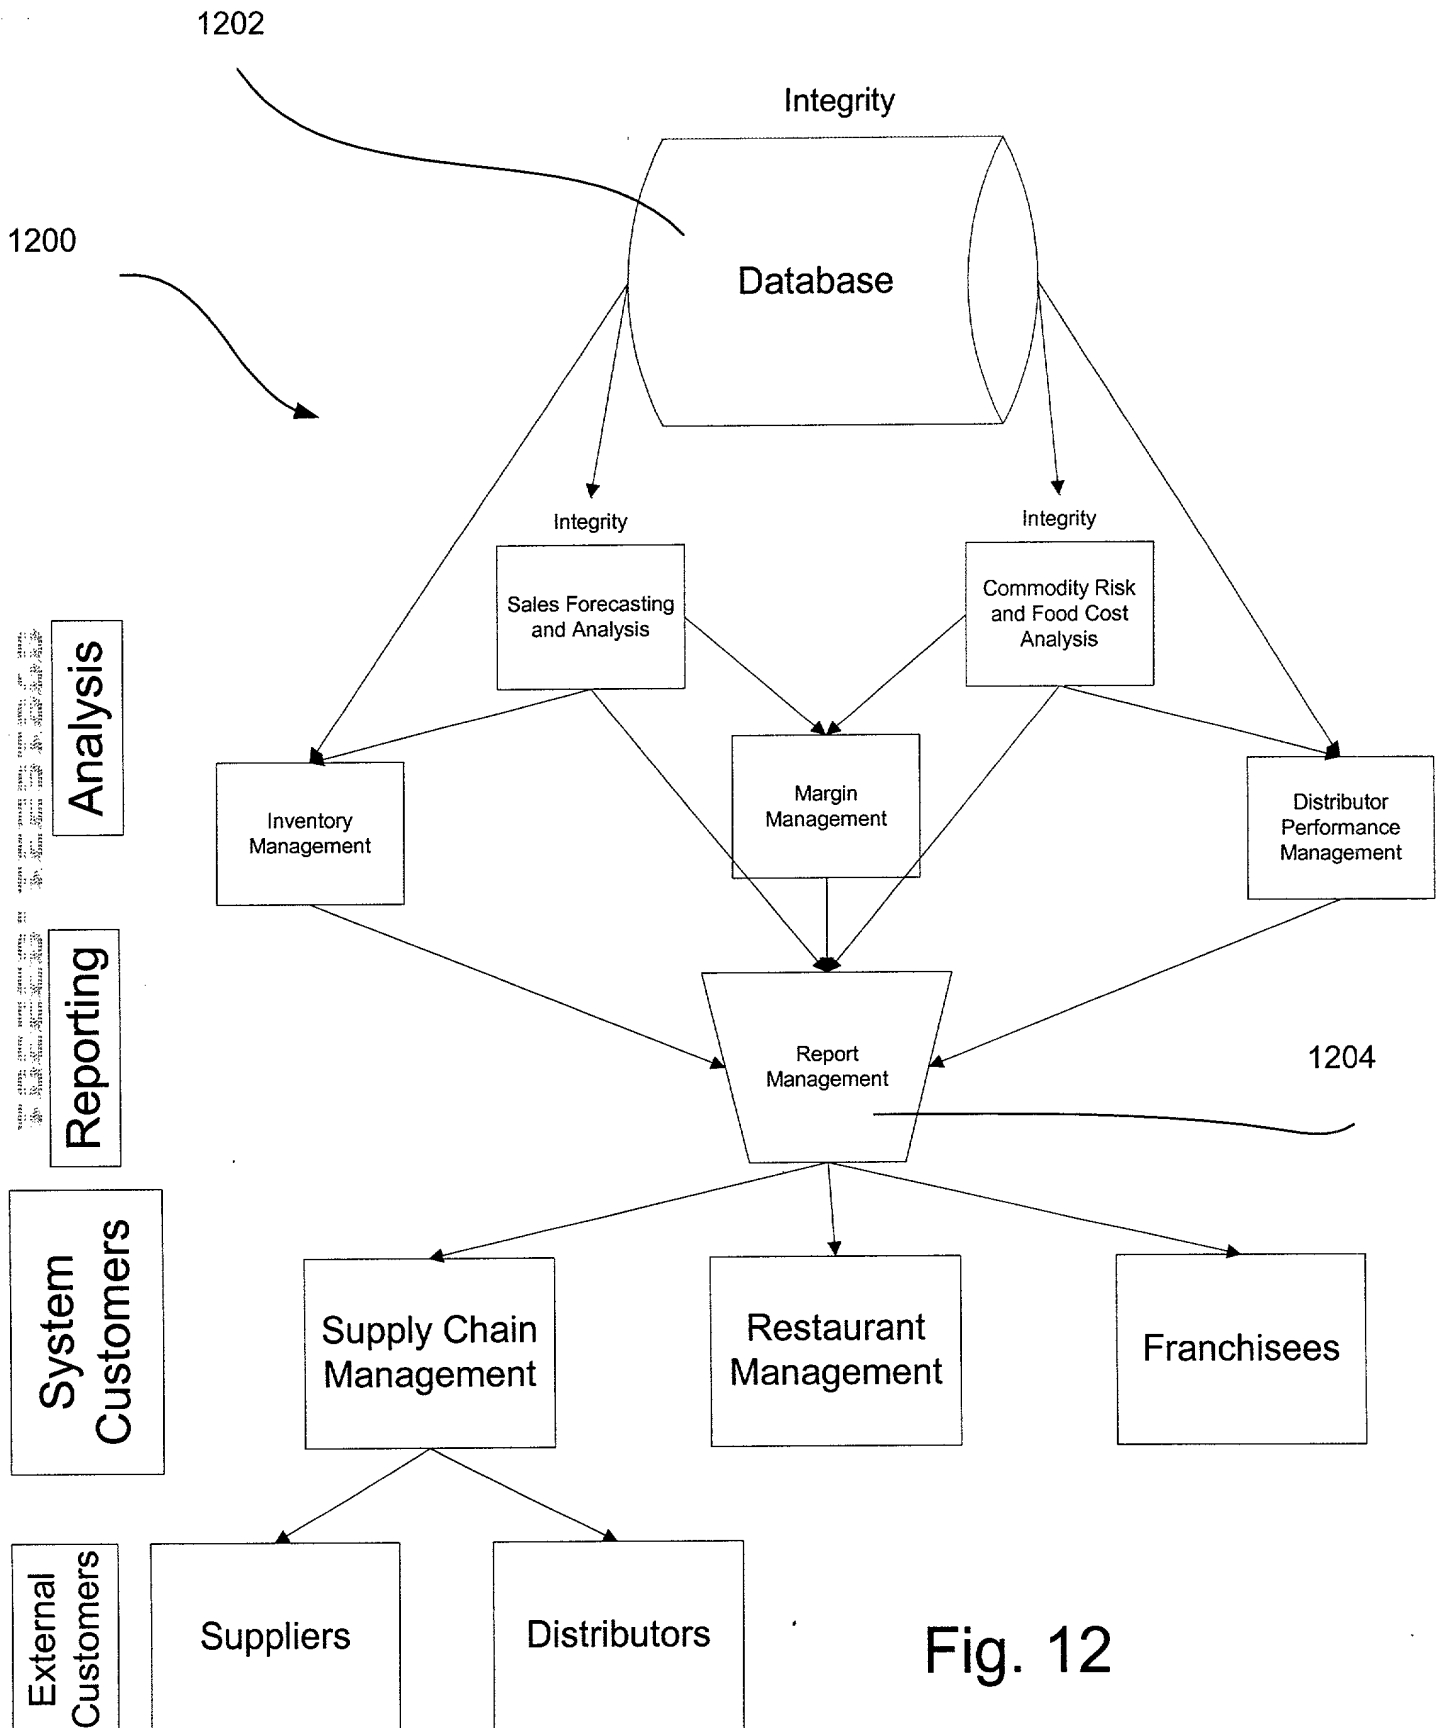 1202
Integrity
1200
Database
Integrity
Integrity
Sales Forecasting
and Analysis
Commodity Risk
and Food Cost
Analysis
Analysis
Inventory
Management
Margin
Management
Distributor
Performance
Management
Reporting
Report
Management
1204
System
Customers
Supply Chain
Management
Restaurant
Management
Franchisees
External
Customers
Suppliers
Distributors
Fig. 12